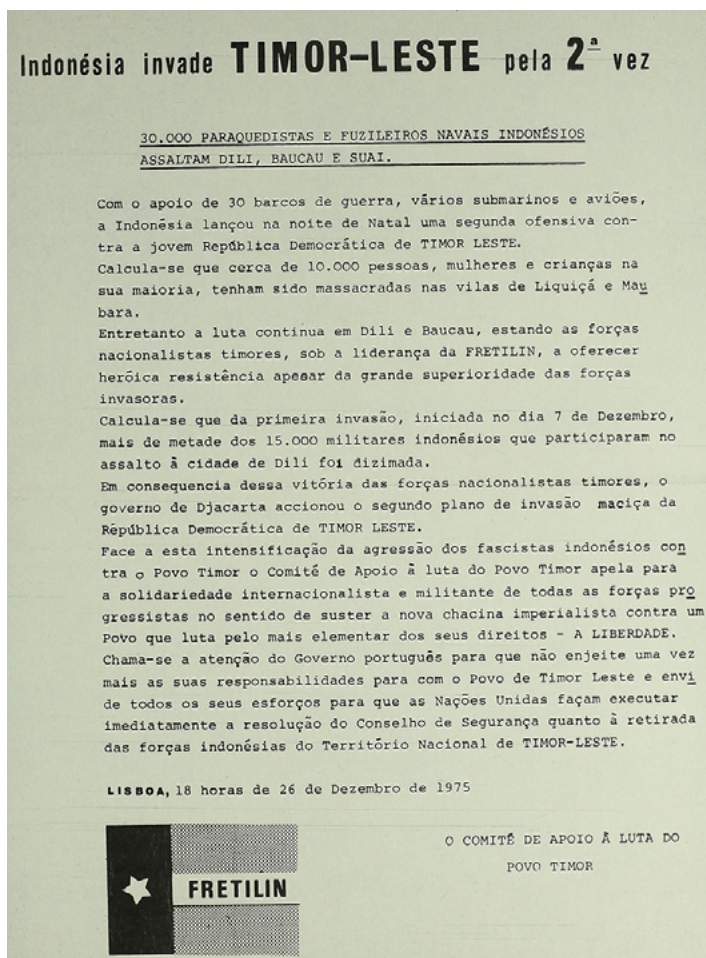 Indonésia invade TIMOR-LESTE pela 2ª vez
30.000 PARAQUEDISTAS E FUZILEIROS NAVAIS INDONÉSIOS
ASSALTAM DILI, BAUCAU E SUAI.
Com o apoio de 30 barcos de guerra, vários submarinos e aviões,
a Indonésia lançou na noite de Natal uma segunda ofensiva con-
tra a jovem República Democrática de TIMOR LESTE.
Calcula-se que cerca de 10.000 pessoas, mulheres e crianças na
sua maioria, tenham sido massacradas nas vilas de Liquiçá e Mau
bara.
Entretanto a luta continua em Dili e Baucau, estando as forças
nacionalistas timores, sob a liderança da FRETILIN, a oferecer
heróica resistência apesar da grande superioridade das forças
invasoras.
Calcula-se que da primeira invasão, iniciada no dia 7 de Dezembro,
mais de metade dos 15.000 militares indonésios que participaram no
assalto à cidade de Dili foi dizimada.
Em consequencia dessa vitória das forças nacionalistas timores, o
governo de Djacarta accionou o segundo plano de invasão maciça da
República Democrática de TIMOR LESTE.
Face a esta intensificação da agressão dos fascistas indonésios con
tra o Povo Timor o Comité de Apoio à luta do Povo Timor apela para
a solidariedade internacionalista e militante de todas as forças pro
gressistas no sentido de suster a nova chacina imperialista contra um
Povo que luta pelo mais elementar dos seus direitos - A LIBERDADE.
Chama-se a atenção do Governo português para que não enjeite uma vez
mais as suas responsabilidades para com o Povo de Timor Leste e envi
de todos os seus esforços para que as Nações Unidas façam executar
imediatamente a resolução do Conselho de Segurança quanto à retirada
das forças indonésias do Território Nacional de TIMOR-LESTE.
LISBOA, 18 horas de 26 de Dezembro de 1975
O COMITÉ DE APOIO À LUTA DO
POVO TIMOR
FRETILIN